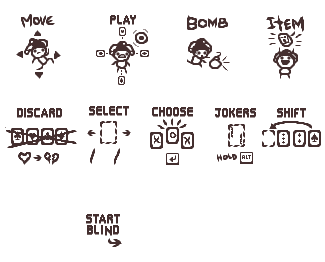 MOVE
PLAY
BOMB
ITEM
DISCARD
SELECT
CHOOSE
JOKERS
SHIFT
X O X
HOLD ALT
START
BLIND